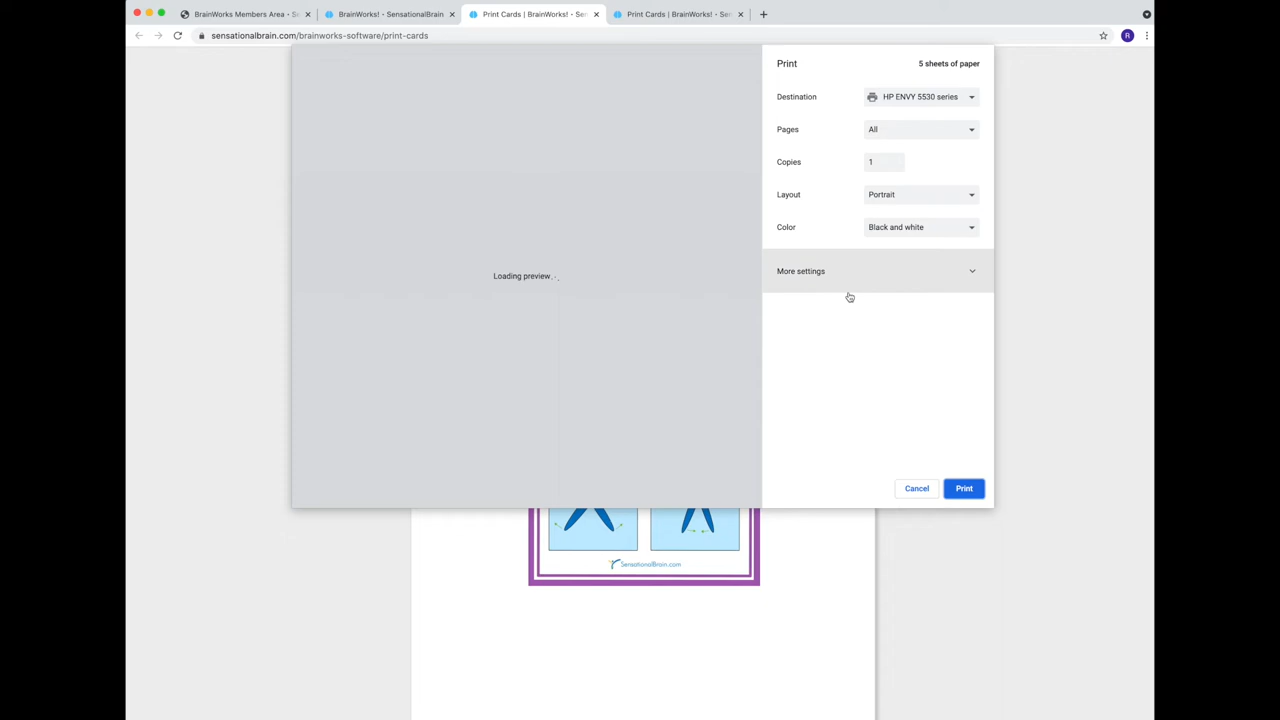 BrainWorks Members Area • Se
BrainWorks! • SensationalBrain
Print Cards | BrainWorks! • Sen
Print Cards | BrainWorks! • Sen
sensationalbrain.com/brainworks-software/print-cards
R
Print
5 sheets of paper
Destination
HP ENVY 5530 series
Pages
All
Copies
1
Layout
Portrait
Color
Black and white
More settings
Loading preview
Cancel
Print
SensationalBrain.com